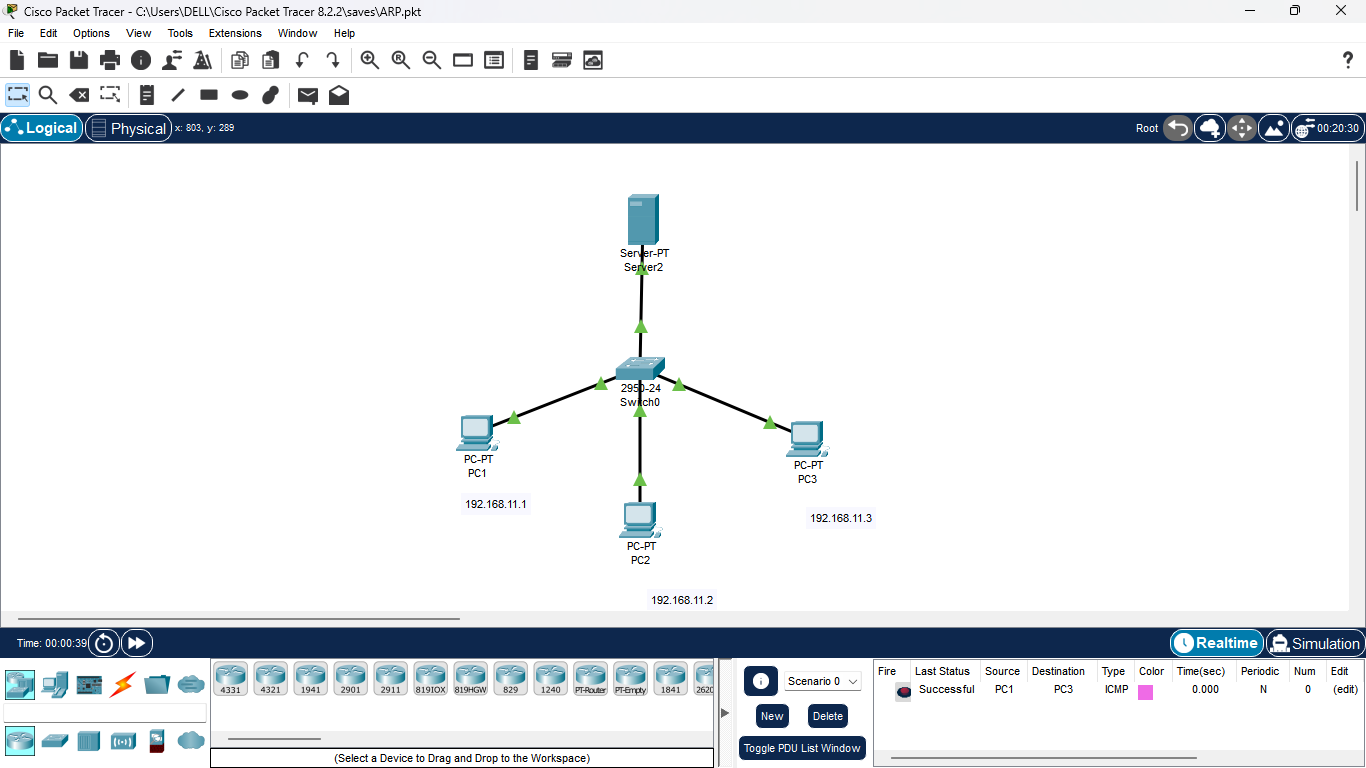 Cisco Packet Tracer - C:\Users\DELL\Cisco Packet Tracer 8.2.2\saves\ARP.pkt
File Edit Options View Tools Extensions Window Help
?
Logical Physical x: 803, y: 289 Root 00:20:30
Server-PT
Server2
2950-24
Switch0
PC-PT
PC1
192.168.11.1
PC-PT
PC3
192.168.11.3
PC-PT
PC2
192.168.11.2
Time: 00:00:39 Realtime Simulation
4331 4321 1941 2901 2911 819IOX 819HGW 829 1240 PT-Router PT-Empty 1841 2620
(Select a Device to Drag and Drop to the Workspace)
Scenario 0
New Delete
Toggle PDU List Window
Fire Last Status Source Destination Type Color Time(sec) Periodic Num Edit
Successful PC1 PC3 ICMP 0.000 N 0 (edit)